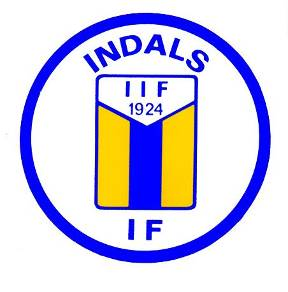 INDALS
IIF
1924
IF